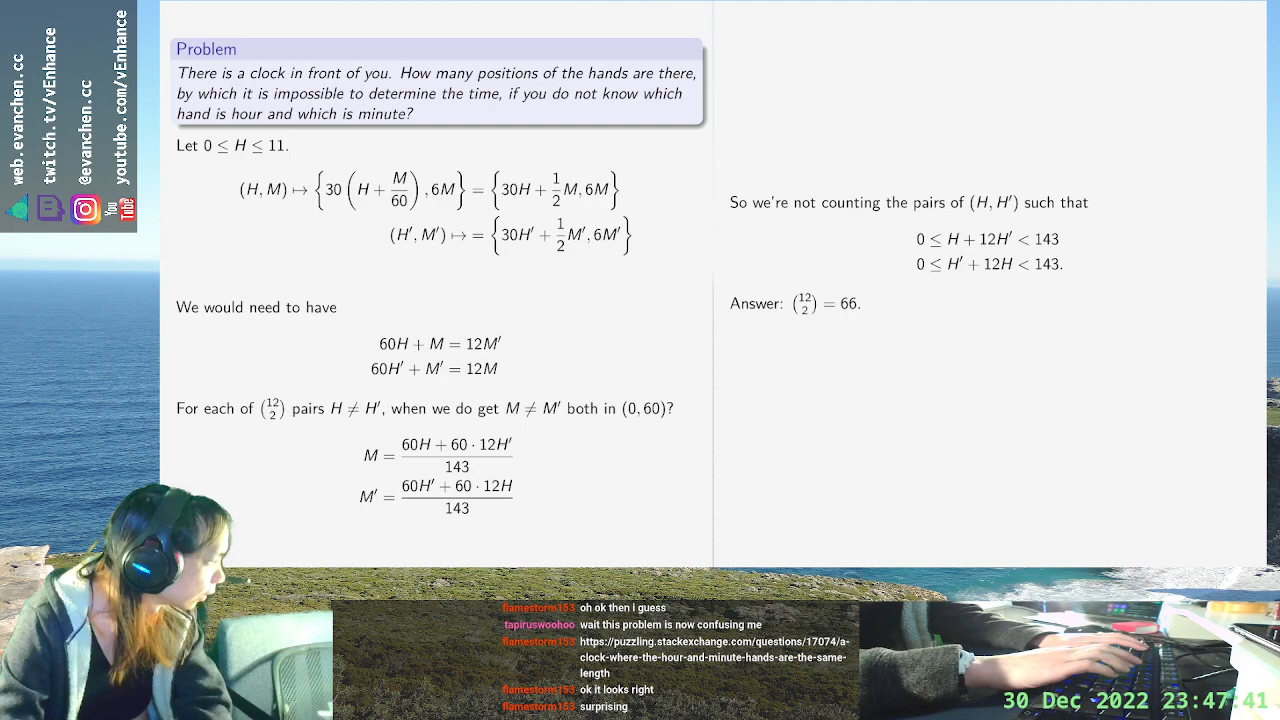 web.evanchen.cc
twitch.tv/vEnhance
@evanchen.cc
youtube.com/vEnhance
You
Tube
Problem
There is a clock in front of you. How many positions of the hands are there,
by which it is impossible to determine the time, if you do not know which
hand is hour and which is minute?
Let 0 ≤ H ≤ 11.
(H, M) ↦ {30 (H + M/60), 6M} = {30H + 1/2 M, 6M}
(H′, M′) ↦ = {30H′ + 1/2 M′, 6M′}
We would need to have
60H + M = 12M′
60H′ + M′ = 12M
For each of (12 2) pairs H ≠ H′, when we do get M ≠ M′ both in (0, 60)?
M = (60H + 60 · 12H′)/143
M′ = (60H′ + 60 · 12H)/143
So we're not counting the pairs of (H, H′) such that
0 ≤ H + 12H′ < 143
0 ≤ H′ + 12H < 143.
Answer: (12 2) = 66.
flamestorm153 oh ok then i guess
tapiruswoohoo wait this problem is now confusing me
flamestorm153 https://puzzling.stackexchange.com/questions/17074/a-
clock-where-the-hour-and-minute-hands-are-the-same-
length
flamestorm153 ok it looks right
flamestorm153 surprising
30 Dec 2022 23:47:41